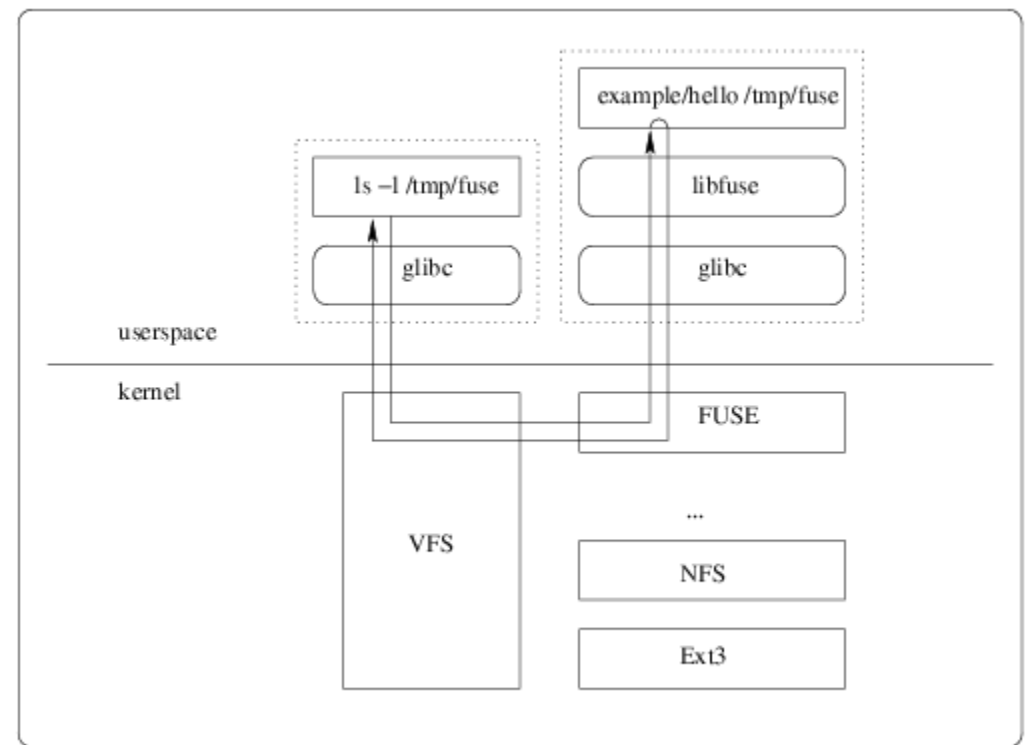 example/hello /tmp/fuse
ls –l /tmp/fuse
libfuse
glibc
glibc
userspace
kernel
FUSE
...
VFS
NFS
Ext3